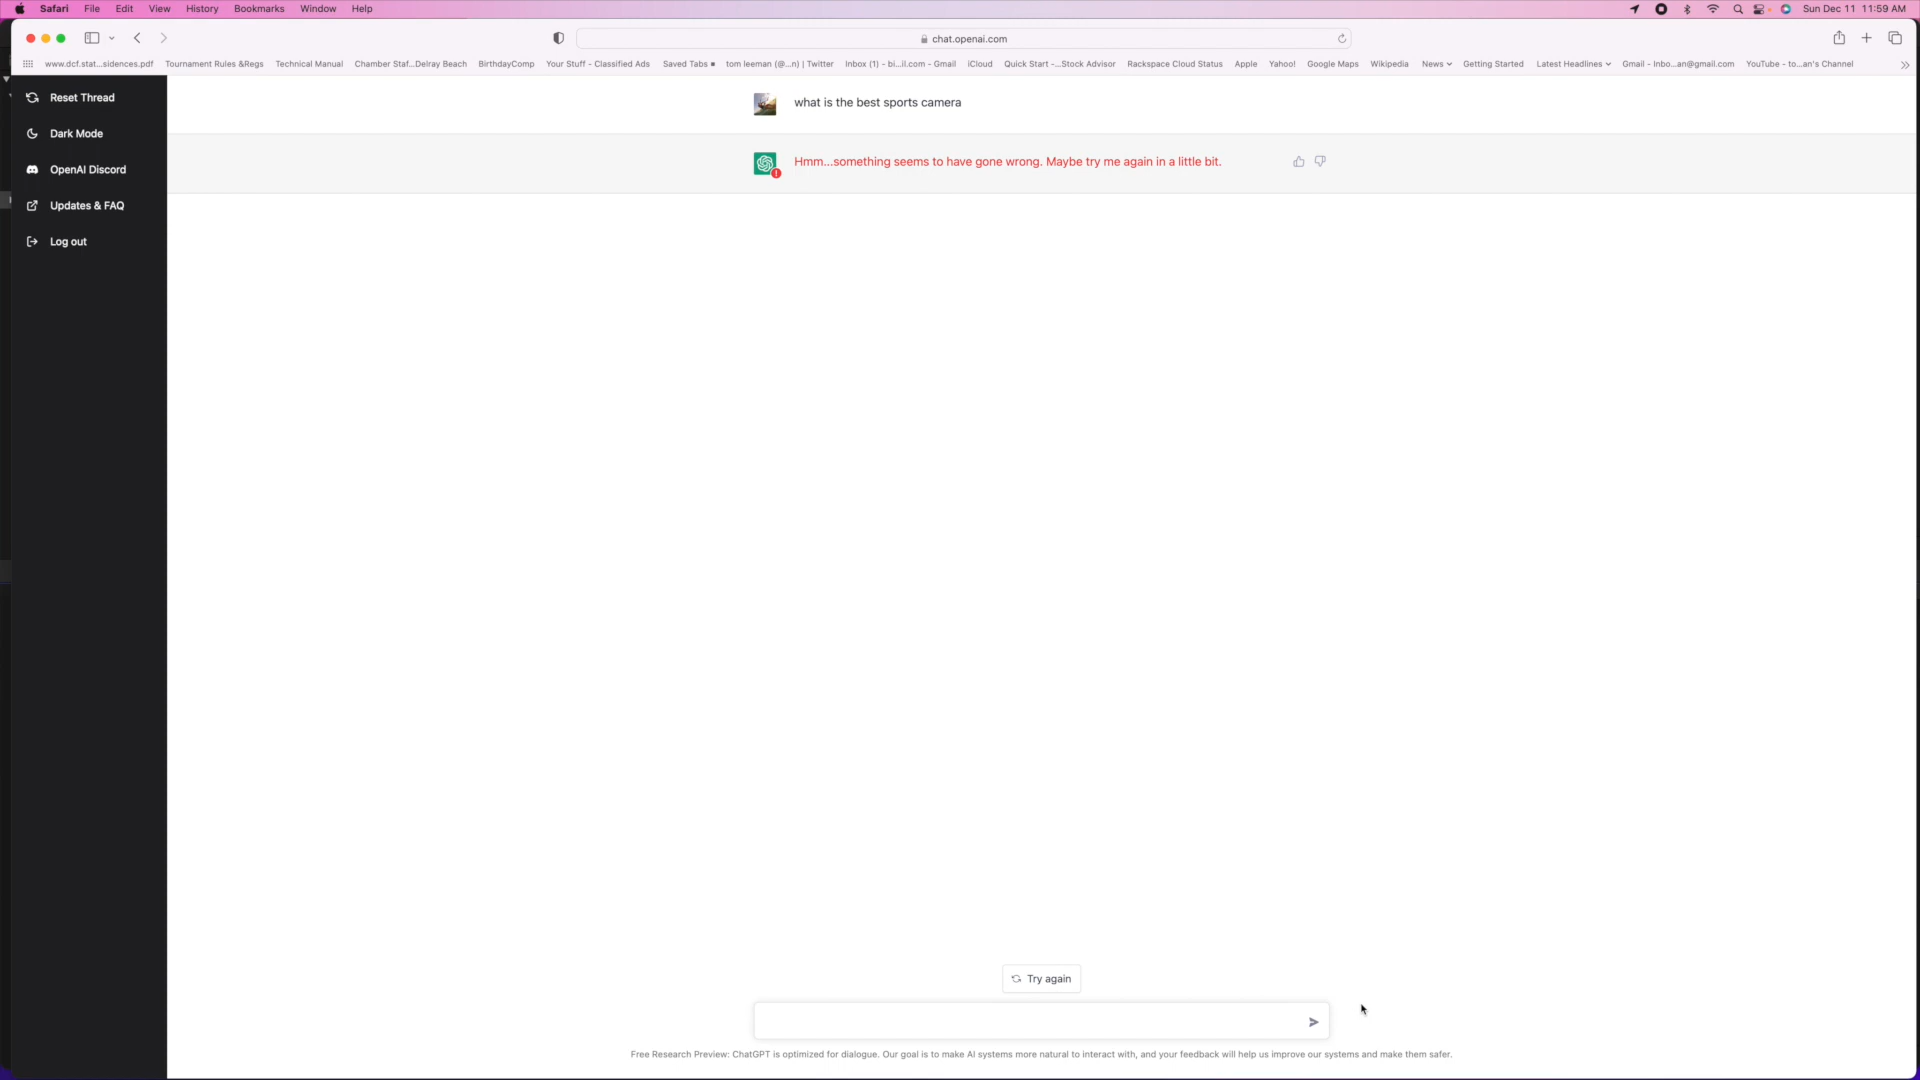 Safari File Edit View History Bookmarks Window Help Sun Dec 11 11:59 AM
chat.openai.com
www.dcf.stat...sidences.pdf Tournament Rules &Regs Technical Manual Chamber Staf...Delray Beach BirthdayComp Your Stuff - Classified Ads Saved Tabs tom leeman (@...n) | Twitter Inbox (1) - bi...il.com - Gmail iCloud Quick Start -...Stock Advisor Rackspace Cloud Status Apple Yahoo! Google Maps Wikipedia News Getting Started Latest Headlines Gmail - Inbo...an@gmail.com YouTube - to...an's Channel
Reset Thread
Dark Mode
OpenAI Discord
Updates & FAQ
Log out
what is the best sports camera
Hmm...something seems to have gone wrong. Maybe try me again in a little bit.
Try again
Free Research Preview: ChatGPT is optimized for dialogue. Our goal is to make AI systems more natural to interact with, and your feedback will help us improve our systems and make them safer.